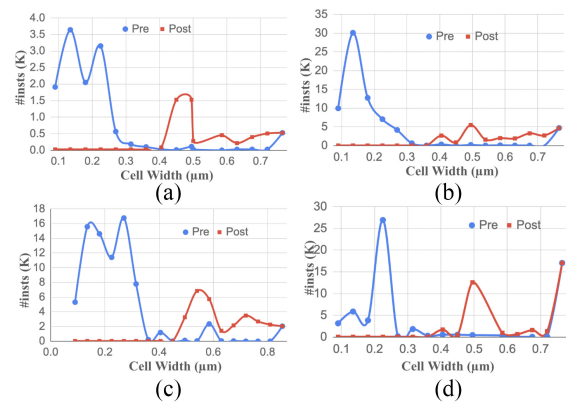 4.0
3.5
3.0
2.5
2.0
1.5
1.0
0.5
0.0
#insts (K)
Pre Post
0.1 0.2 0.3 0.4 0.5 0.6 0.7
Cell Width (µm)
(a)
35
30
25
20
15
10
5
0
#insts (K)
Pre Post
0.1 0.2 0.3 0.4 0.5 0.6 0.7
Cell Width (µm)
(b)
18
16
14
12
10
8
6
4
2
0
#insts (K)
Pre Post
0.0 0.2 0.4 0.6 0.8
Cell Width (µm)
(c)
30
25
20
15
10
5
0
#insts (K)
Pre Post
0.1 0.2 0.3 0.4 0.5 0.6 0.7
Cell Width (µm)
(d)